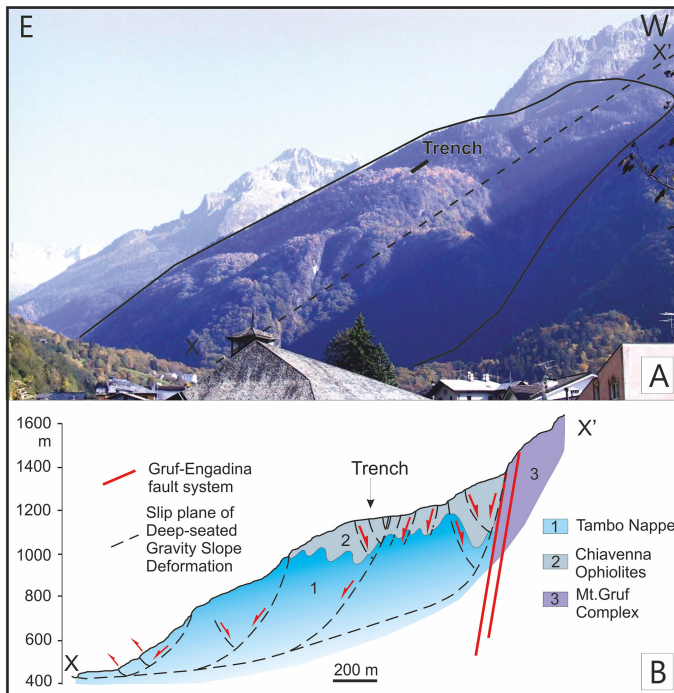 E
W
X'
Trench
X
A
1600
m
1400
1200
1000
800
600
400
X'
3
Trench
Gruf-Engadina
fault system
Slip plane of
Deep-seated
Gravity Slope
Deformation
2
1
1 Tambo Nappe
2 Chiavenna
Ophiolites
3 Mt.Gruf
Complex
X
200 m
B